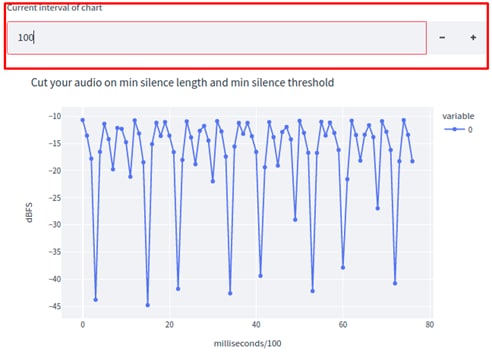 Current interval of chart
100
- +
Cut your audio on min silence length and min silence threshold
variable
0
dBFS
−10
−15
−20
−25
−30
−35
−40
−45
0 20 40 60 80
milliseconds/100